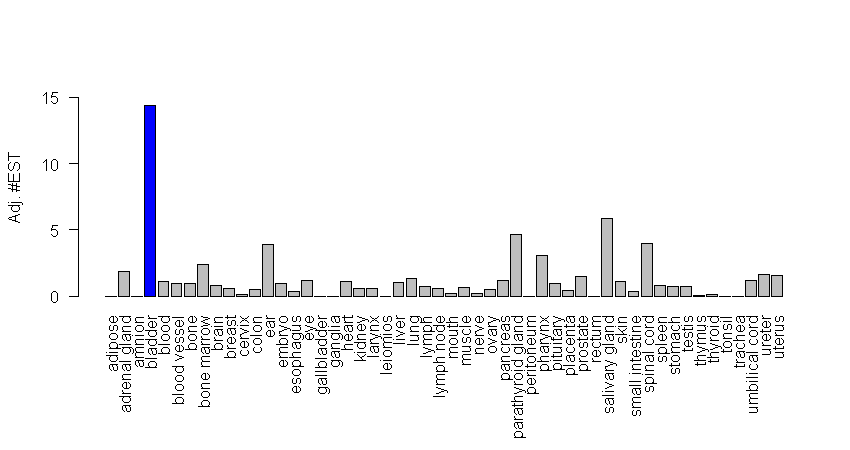 Adj. #EST
15
10
5
0
adipose
adrenal gland
amnion
bladder
blood
blood vessel
bone
bone marrow
brain
breast
cervix
colon
ear
embryo
esophagus
eye
gallbladder
ganglia
heart
kidney
larynx
leiomios
liver
lung
lymph
lymph node
mouth
muscle
nerve
ovary
pancreas
parathyroid gland
peritoneum
pharynx
pituitary
placenta
prostate
rectum
salivary gland
skin
small intestine
spinal cord
spleen
stomach
testis
thymus
thyroid
tonsil
trachea
umbilical cord
ureter
uterus